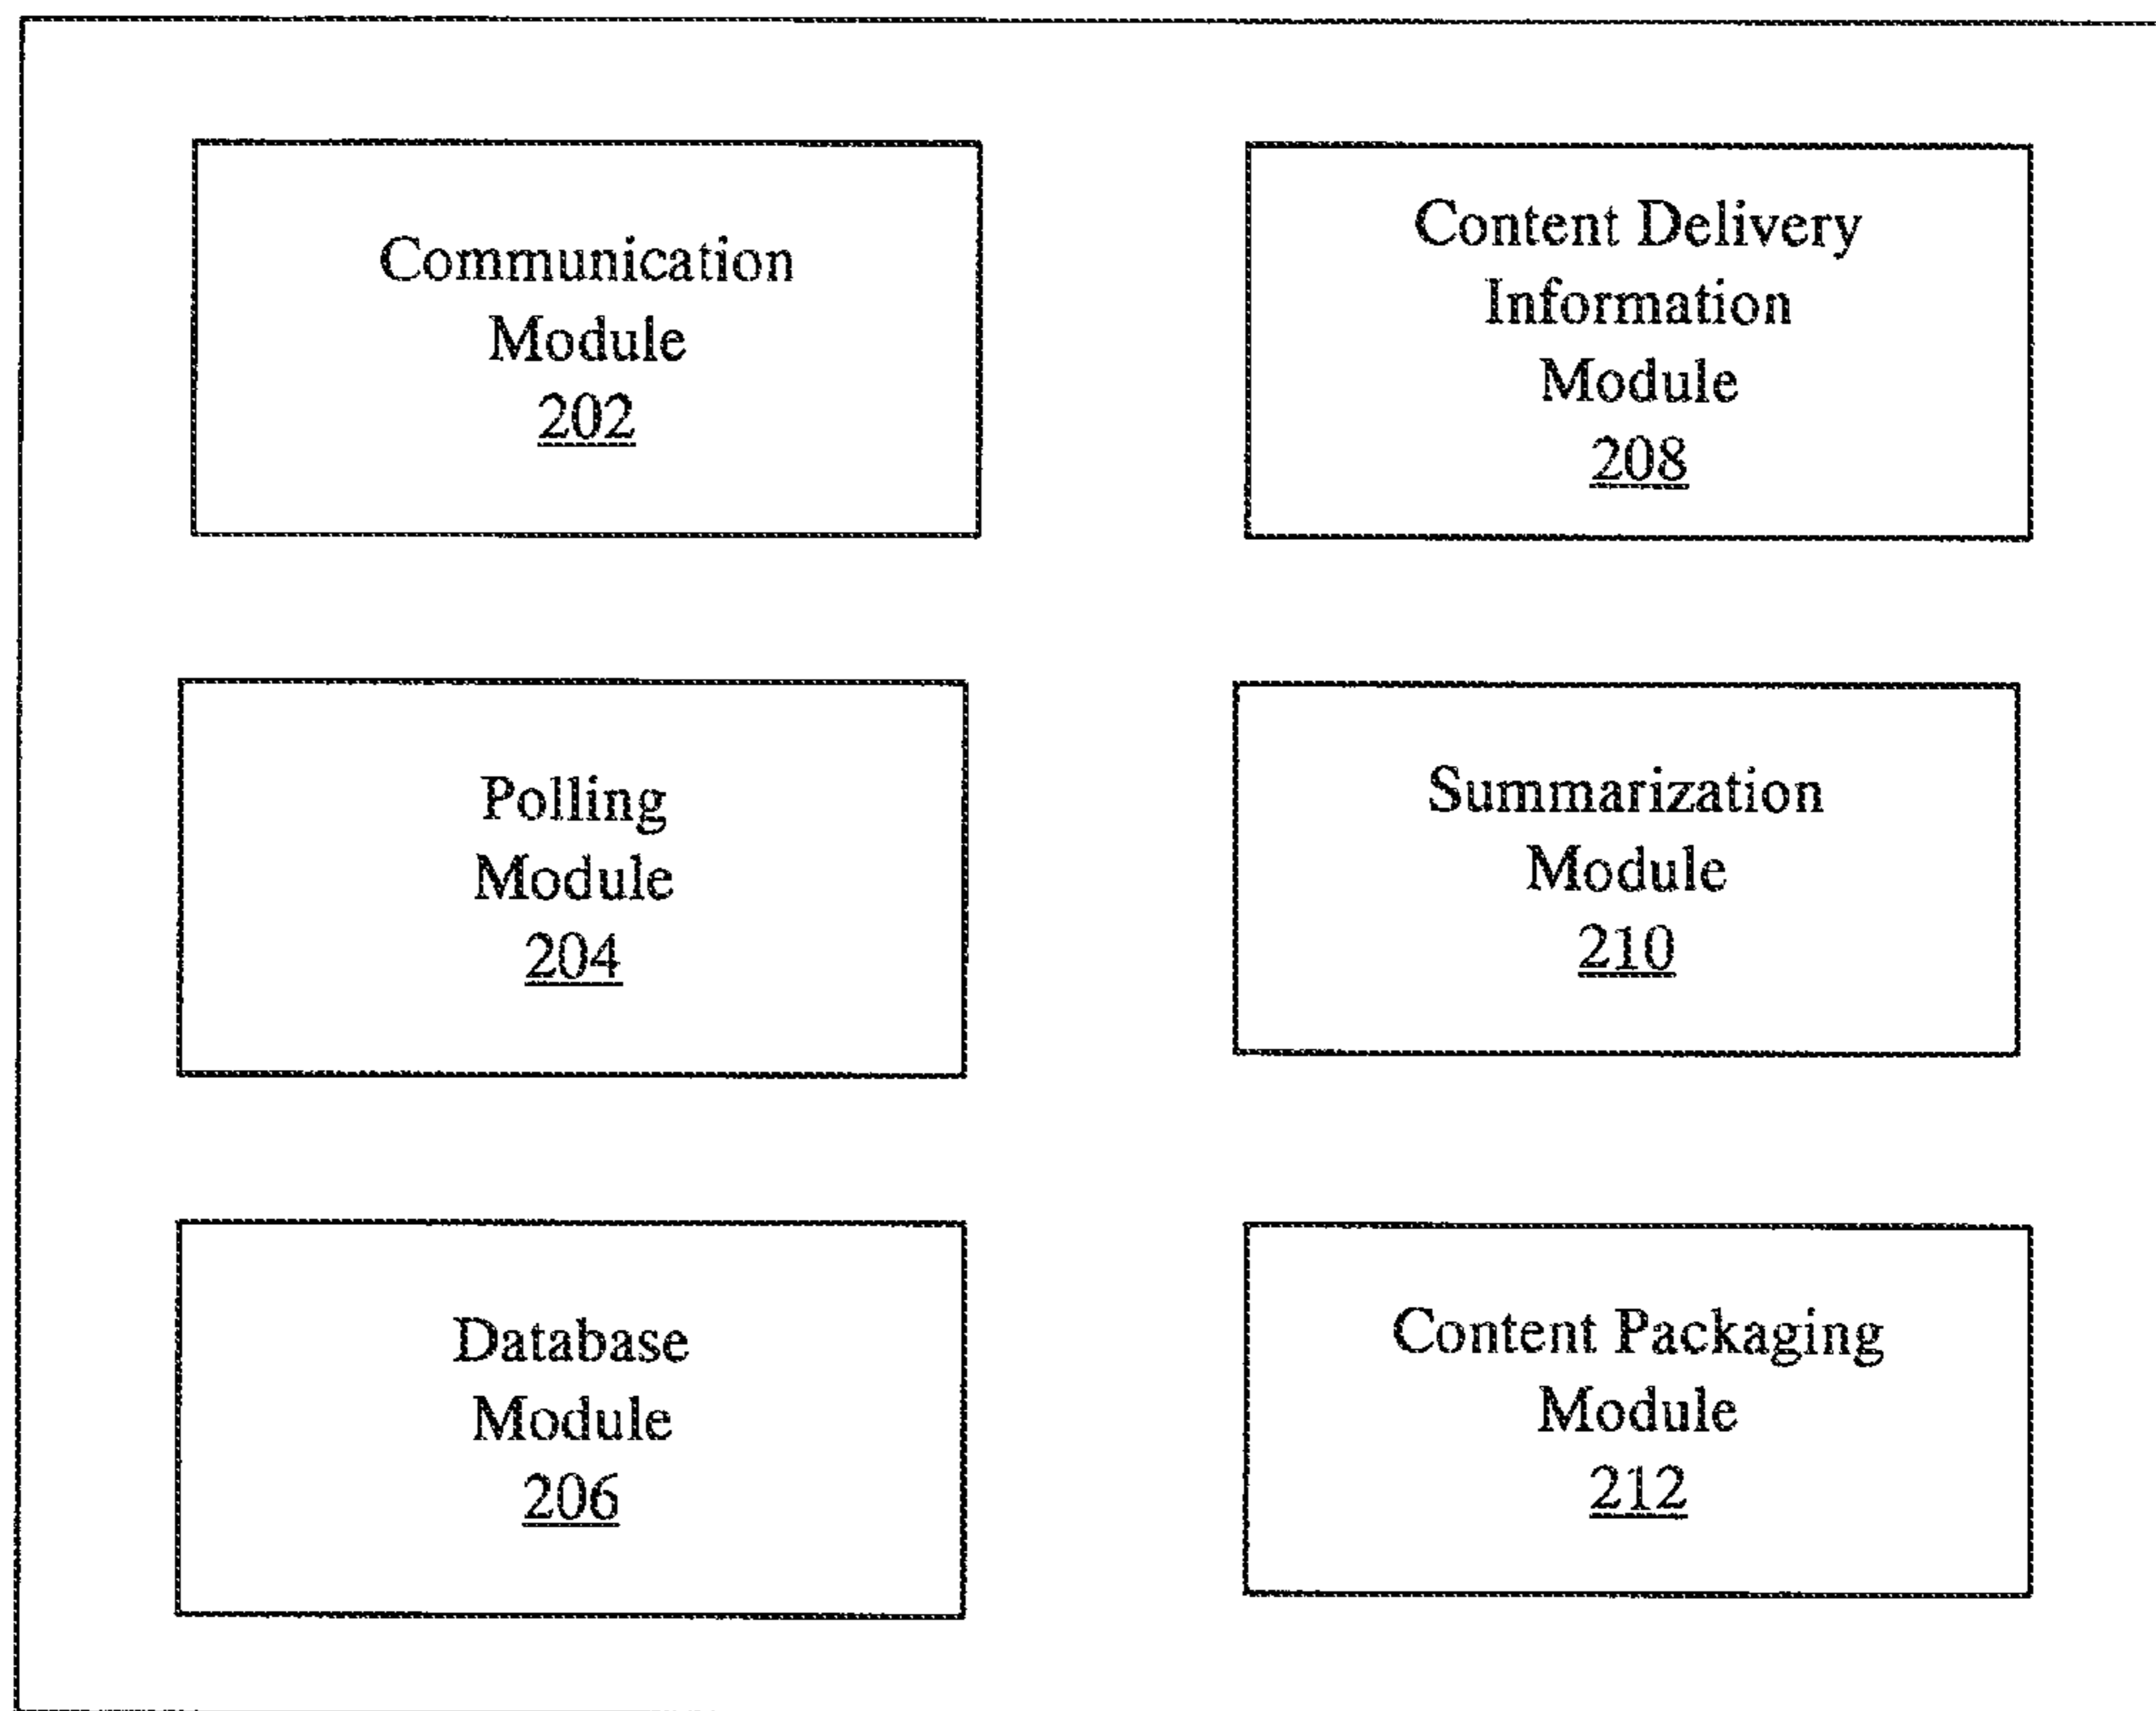 Communication
Module
202
Content Delivery
Information
Module
208
Polling
Module
204
Summarization
Module
210
Database
Module
206
Content Packaging
Module
212